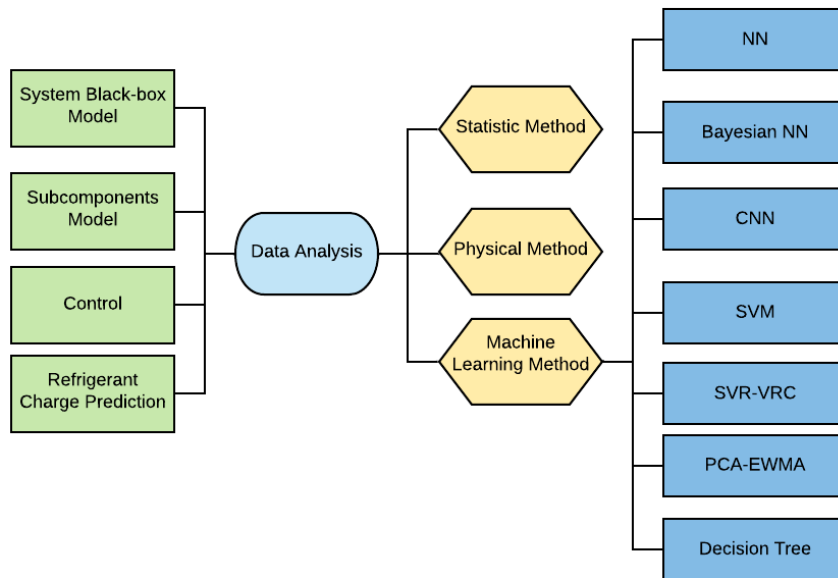 System Black-box
Model
Subcomponents
Model
Control
Refrigerant
Charge Prediction
Data Analysis
Statistic Method
Physical Method
Machine
Learning Method
NN
Bayesian NN
CNN
SVM
SVR-VRC
PCA-EWMA
Decision Tree